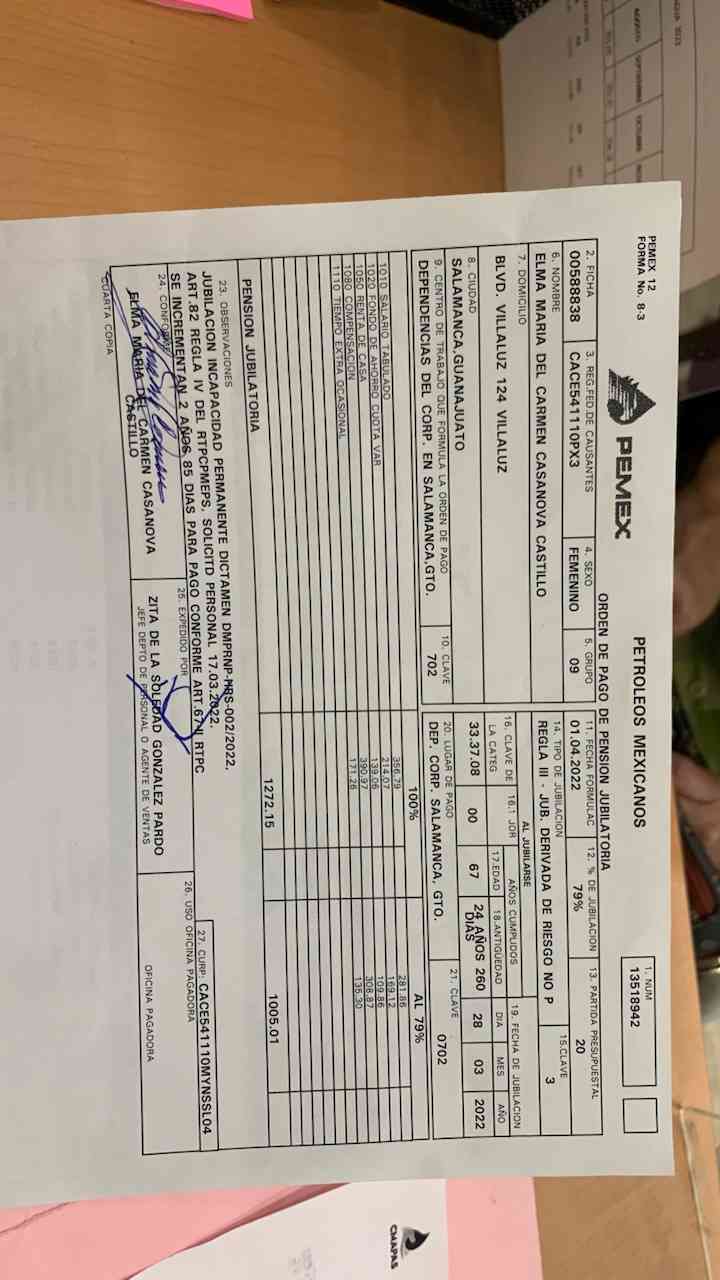 PEMEX 12
FORMA No. 8-3
PEMEX
PETROLEOS MEXICANOS
ORDEN DE PAGO DE PENSION JUBILATORIA
1. NUM
13518942
2. FICHA
00588838
3. REG.FED.DE CAUSANTES
CACE541110PX3
4. SEXO
FEMENINO
5. GRUPO
09
11. FECHA FORMULAC
01.04.2022
12. % DE JUBILACION
79%
13. PARTIDA PRESUPUESTAL
20
6. NOMBRE
ELMA MARIA DEL CARMEN CASANOVA CASTILLO
14. TIPO DE JUBILACION
REGLA III - JUB. DERIVADA DE RIESGO NO P
15.CLAVE
3
7. DOMICILIO
BLVD. VILLALUZ 124 VILLALUZ
AL JUBILARSE
16. CLAVE DE LA CATEG
16.1 JOR
AÑOS CUMPLIDOS
17.EDAD
18.ANTIGUEDAD
19. FECHA DE JUBILACION
DIA
MES
AÑO
8. CIUDAD
SALAMANCA,GUANAJUATO
33.37.08
00
67
24 AÑOS 260
DIAS
28
03
2022
9. CENTRO DE TRABAJO QUE FORMULA LA ORDEN DE PAGO
DEPENDENCIAS DEL CORP. EN SALAMANCA,GTO.
10. CLAVE
702
20. LUGAR DE PAGO
DEP. CORP. SALAMANCA, GTO.
21. CLAVE
0702
100%
AL 79%
1010 SALARIO TABULADO 356.79 281.86
1020 FONDO DE AHORRO CUOTA VAR 214.07 169.12
1050 RENTA DE CASA 139.06 109.86
1080 COMPENSACION 390.97 308.87
1110 TIEMPO EXTRA OCASIONAL 171.26 135.30
PENSION JUBILATORIA 1272.15 1005.01
23. OBSERVACIONES
JUBILACION INCAPACIDAD PERMANENTE DICTAMEN DMPRNP-HRS-002/2022,
ART.82 REGLA IV DEL RTPCPMEPS, SOLICITD PERSONAL 17.03.2022.
SE INCREMENTAN 2 AÑOS 85 DIAS PARA PAGO CONFORME ART.67 II RTPC
27. CURP: CACE541110MYNSSL04
24. CONFORME
ELMA MARIA DEL CARMEN CASANOVA
CASTILLO
25. EXPEDIDO POR
ZITA DE LA SOLEDAD GONZALEZ PARDO
JEFE DEPTO DE PERSONAL O AGENTE DE VENTAS
26. USO OFICINA PAGADORA
OFICINA PAGADORA
CUARTA COPIA
CMAPAS